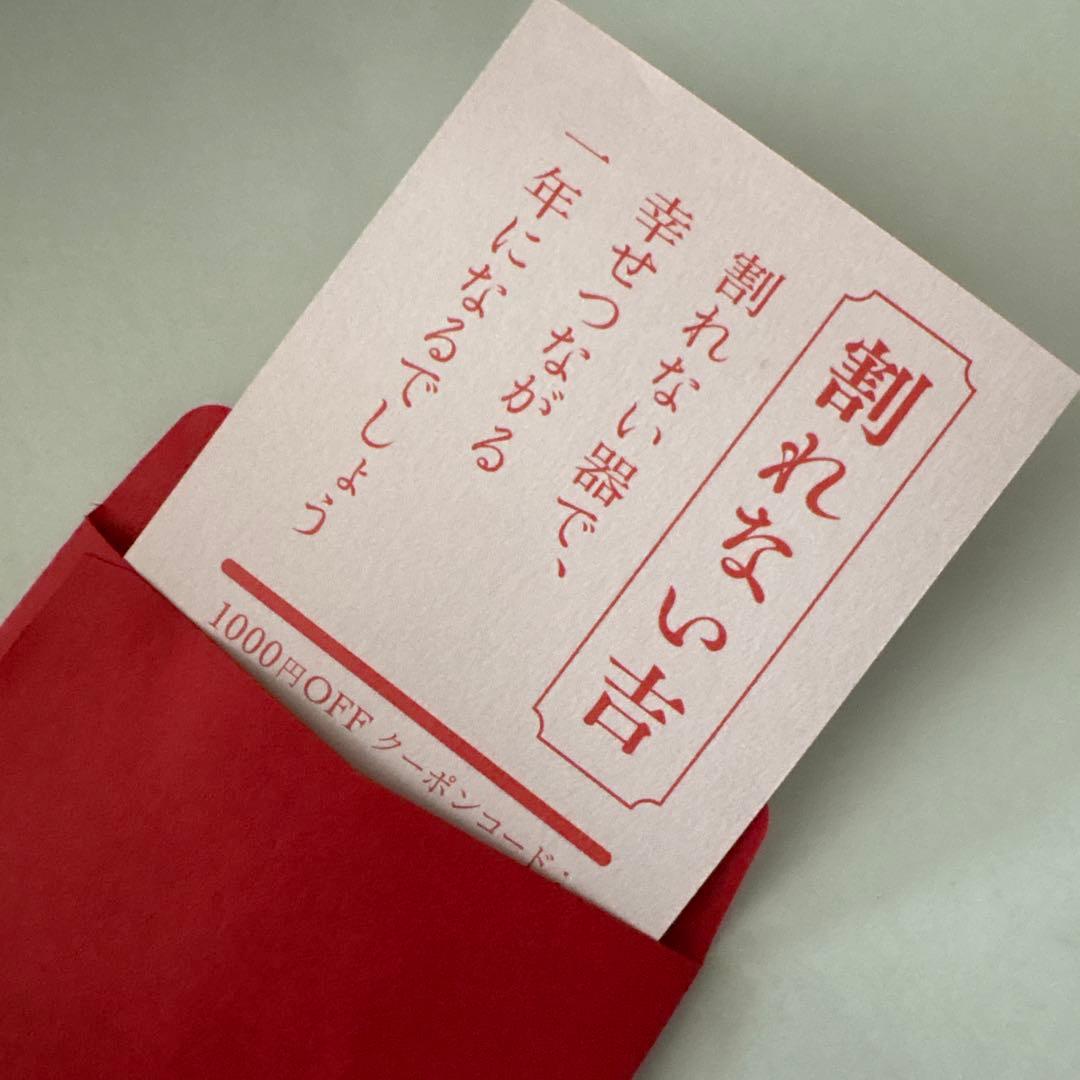 割れない吉
割れない器で、
幸せつながる
一年になるでしょう
1000円OFF クーポンコード